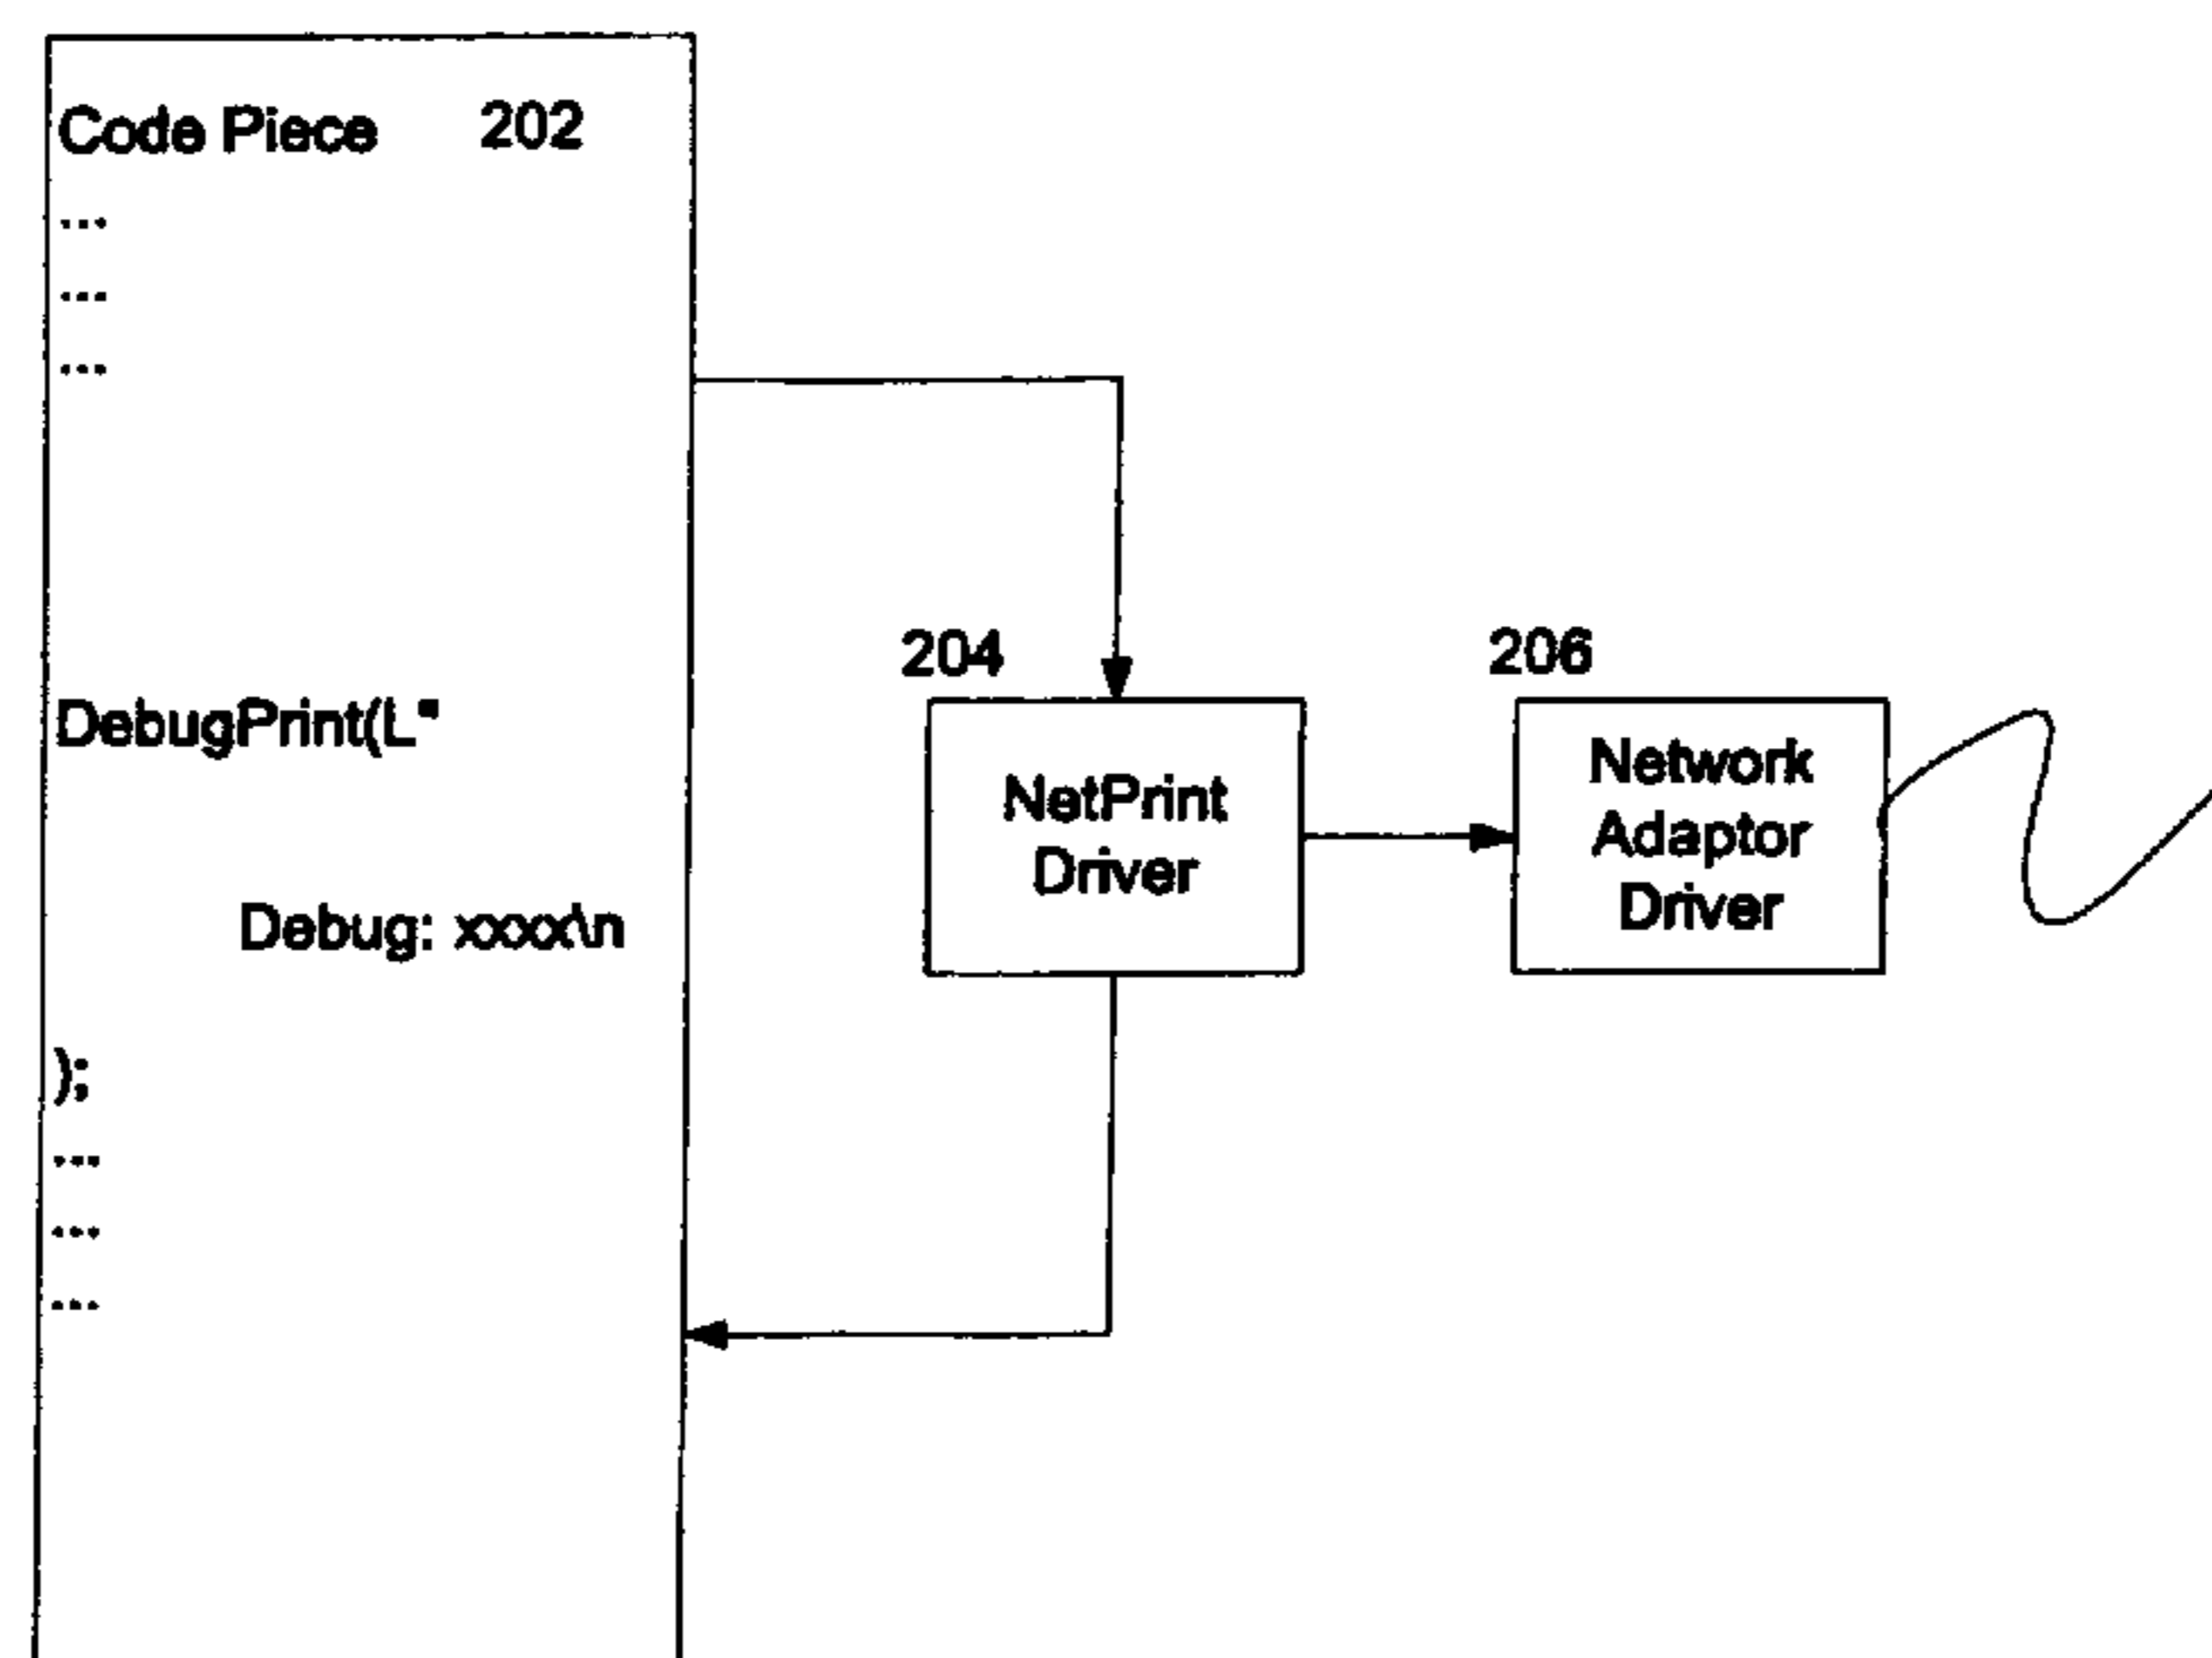 Code Piece 202
...
...
...
DebugPrint(L"
Debug: xxxx\n
);
...
...
...
204
NetPrint
Driver
206
Network
Adaptor
Driver